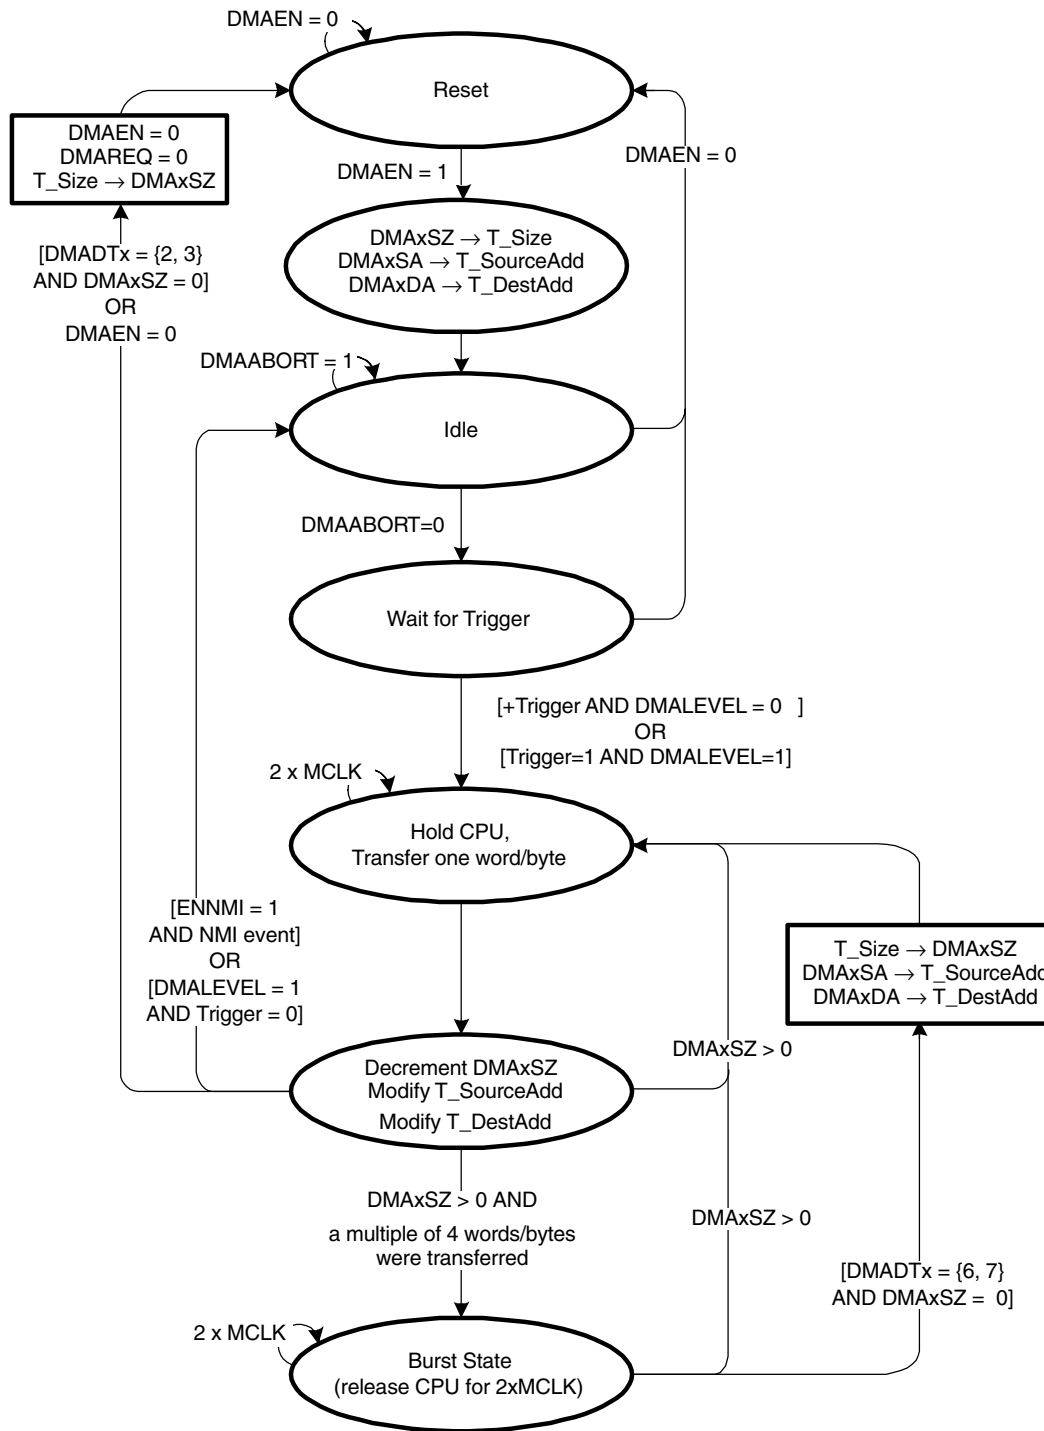 DMAEN = 0
Reset
DMAEN = 0
DMAREQ = 0
T_Size → DMAxSZ
DMAEN = 0
DMAEN = 1
[DMADTx = {2, 3}
AND DMAxSZ = 0]
OR
DMAEN = 0
DMAxSZ → T_Size
DMAxSA → T_SourceAdd
DMAxDA → T_DestAdd
DMAABORT = 1
Idle
DMAABORT=0
Wait for Trigger
[+Trigger AND DMALEVEL = 0 ]
OR
[Trigger=1 AND DMALEVEL=1]
2 x MCLK
Hold CPU,
Transfer one word/byte
[ENNMI = 1
AND NMI event]
OR
[DMALEVEL = 1
AND Trigger = 0]
T_Size → DMAxSZ
DMAxSA → T_SourceAdd
DMAxDA → T_DestAdd
DMAxSZ > 0
Decrement DMAxSZ
Modify T_SourceAdd
Modify T_DestAdd
DMAxSZ > 0 AND
a multiple of 4 words/bytes
were transferred
DMAxSZ > 0
[DMADTx = {6, 7}
AND DMAxSZ = 0]
2 x MCLK
Burst State
(release CPU for 2xMCLK)